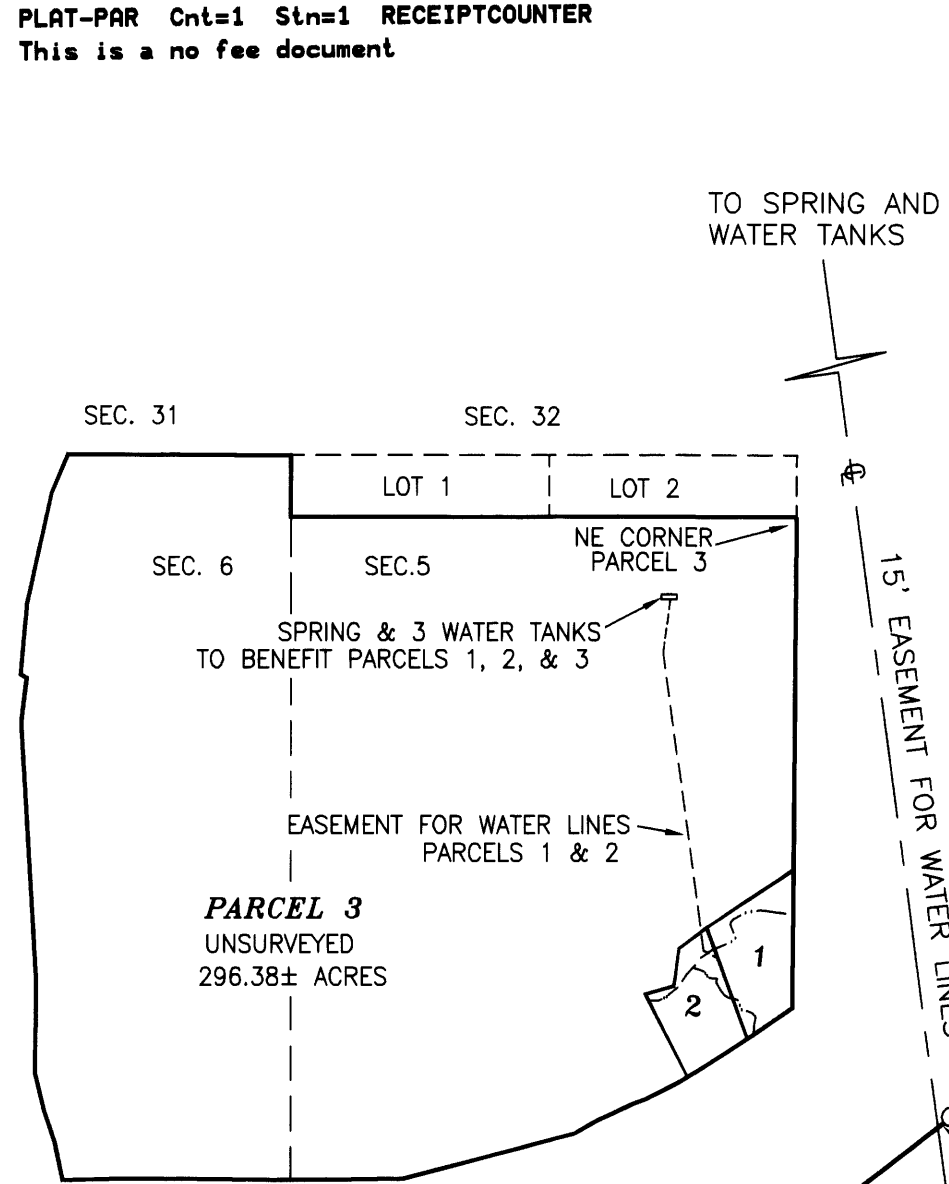 PLAT-PAR Cnt=1 Stn=1 RECEIPTCOUNTER
This is a no fee document
TO SPRING AND
WATER TANKS
SEC. 31
SEC. 32
LOT 1
LOT 2
NE CORNER
PARCEL 3
SEC. 6
SEC.5
SPRING & 3 WATER TANKS
TO BENEFIT PARCELS 1, 2, & 3
15' EASEMENT FOR WATER LINES
EASEMENT FOR WATER LINES
PARCELS 1 & 2
PARCEL 3
UNSURVEYED
296.38± ACRES
1
2